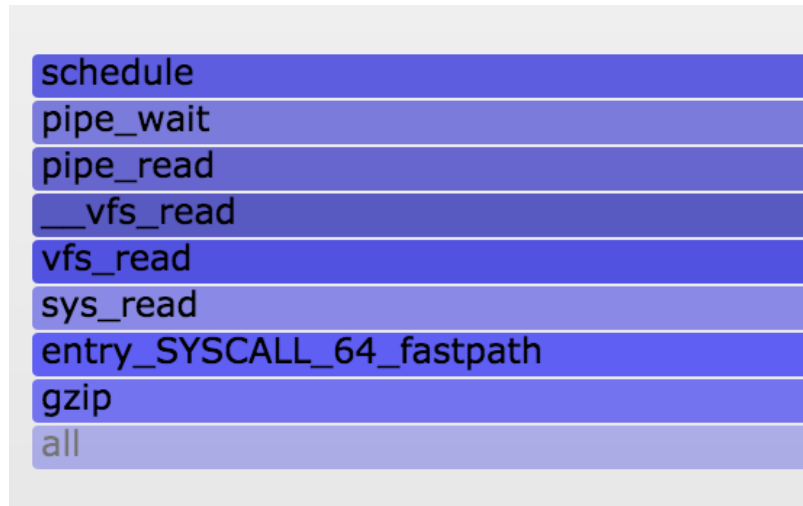 schedule
pipe_wait
pipe_read
__vfs_read
vfs_read
sys_read
entry_SYSCALL_64_fastpath
gzip
all